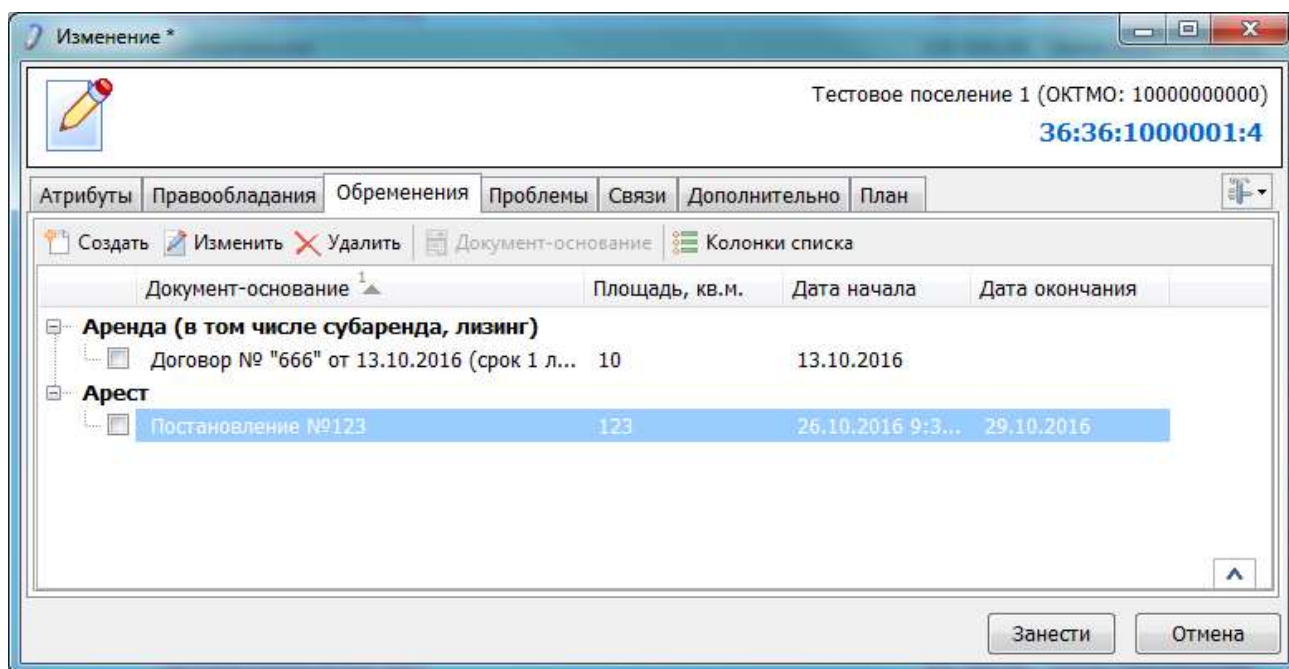 Изменение *
Тестовое поселение 1 (ОКТМО: 10000000000)
36:36:1000001:4
Атрибуты Правообладания Обременения Проблемы Связи Дополнительно План
Создать Изменить Удалить Документ-основание Колонки списка
Документ-основание 1 Площадь, кв.м. Дата начала Дата окончания
Аренда (в том числе субаренда, лизинг)
Договор № "666" от 13.10.2016 (срок 1 л... 10 13.10.2016
Арест
Постановление №123 123 26.10.2016 9:3... 29.10.2016
Занести Отмена